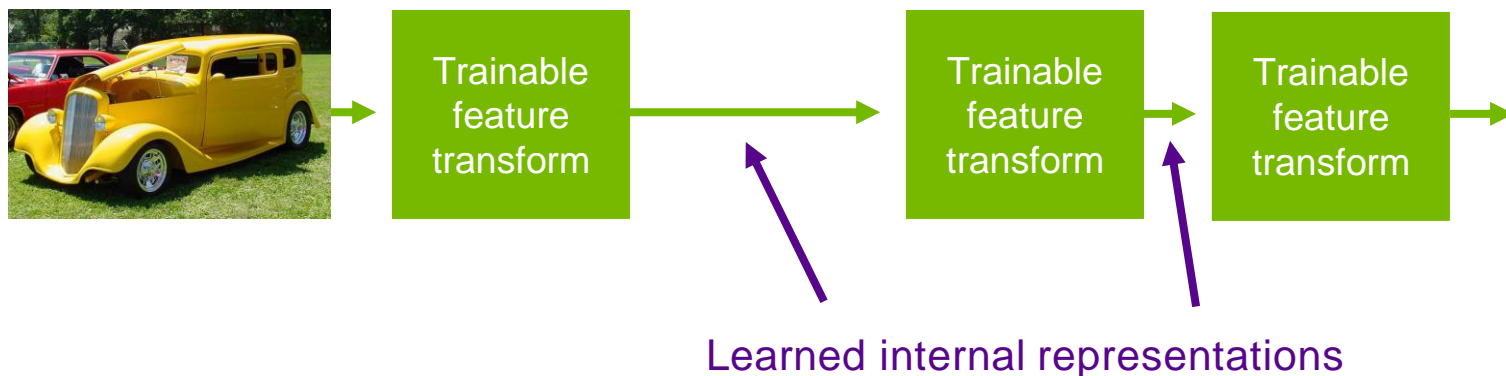 Trainable
feature
transform
Trainable
feature
transform
Trainable
feature
transform
Learned internal representations